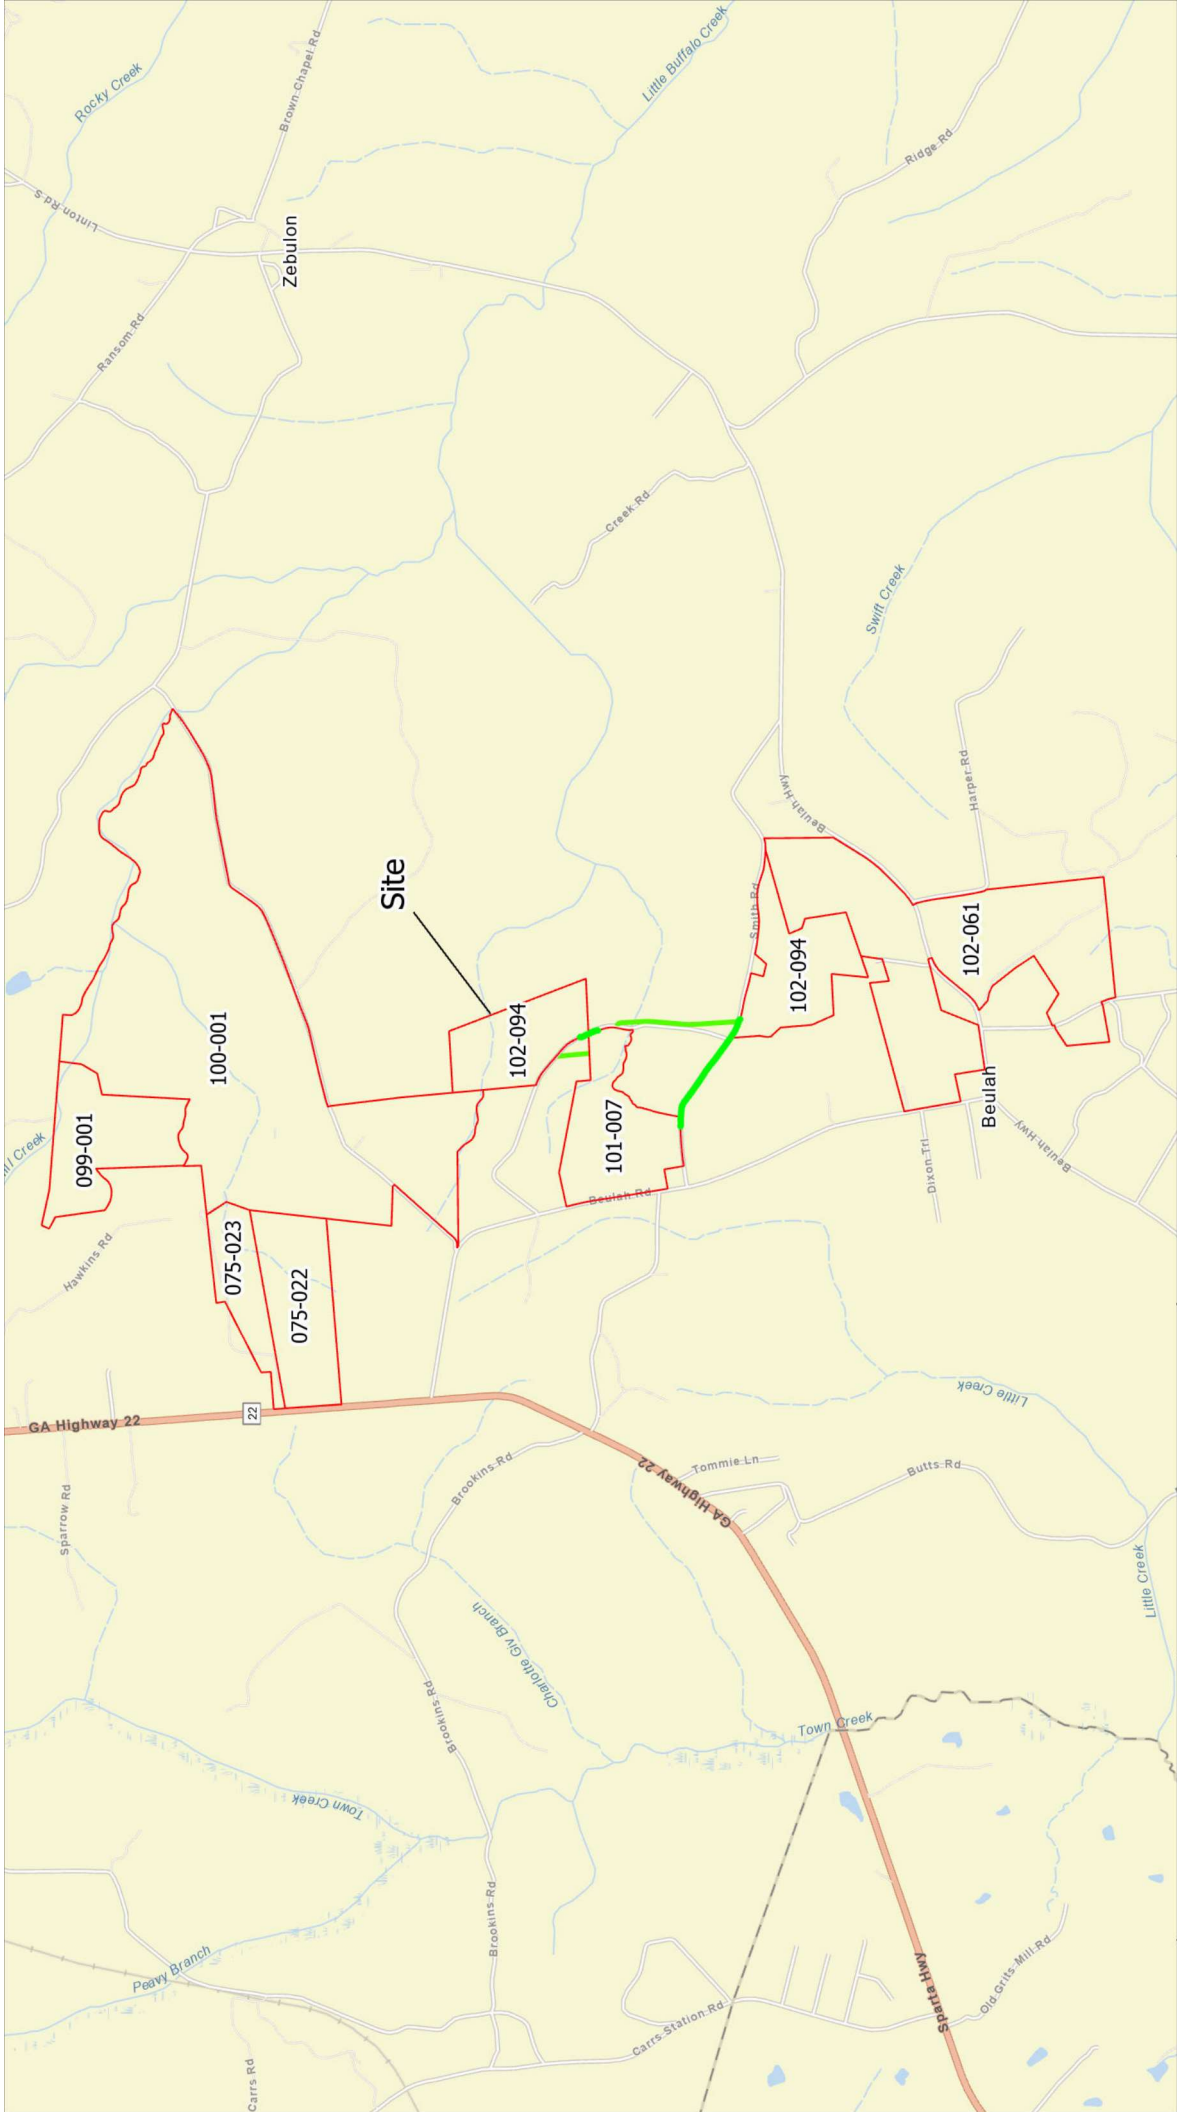 Rocky Creek
Brown Chapel Rd
Little Buffalo Creek
Linton Rd S
Ridge Rd
Zebulon
Ransom Rd
Creek Rd
Swift Creek
Harper Rd
Beulah Hwy
Site
Smith Rd
102-061
102-094
102-094
100-001
099-001
ill Creek
101-007
Beulah
Beulah Hwy
Dixon Trl
Beulah Rd
075-023
075-022
Hawkins Rd
Little Creek
22
GA Highway 22
Sparrow Rd
Brookins Rd
GA Highway 22
Tommie Ln
Butts Rd
Little Creek
Charlotte Giv Branch
Brookins Rd
Town Creek
Town Creek
Brookins Rd
Peavy Branch
Carrs Station Rd
Sparta Hwy
Old Grits Mill Rd
Carrs Rd